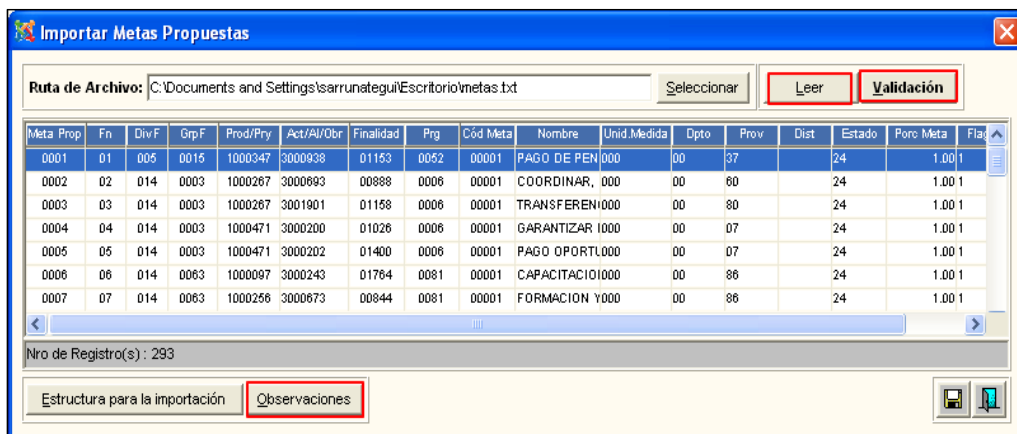 Importar Metas Propuestas
Ruta de Archivo: C:\Documents and Settings\sarrunategui\Escritorio\metas.txt Seleccionar Leer Validación
Meta Prop Fn Div F Grp F Prod/Pry Act/AI/Obr Finalidad Prg Cód Meta Nombre Unid.Medida Dpto Prov Dist Estado Porc Meta Flag
0001 01 005 0015 1000347 3000938 01153 0052 00001 PAGO DE PEN 000 00 37 24 1.00 1
0002 02 014 0003 1000267 3000693 00888 0006 00001 COORDINAR, 000 00 60 24 1.00 1
0003 03 014 0003 1000267 3001901 01158 0006 00001 TRANSFEREN 000 00 80 24 1.00 1
0004 04 014 0003 1000471 3000200 01026 0006 00001 GARANTIZAR 000 00 07 24 1.00 1
0005 05 014 0003 1000471 3000202 01400 0006 00001 PAGO OPORTU 000 00 07 24 1.00 1
0006 06 014 0063 1000097 3000243 01764 0081 00001 CAPACITACIO 000 00 86 24 1.00 1
0007 07 014 0063 1000256 3000673 00844 0081 00001 FORMACION Y 000 00 86 24 1.00 1
Nro de Registro(s) : 293
Estructura para la importación Observaciones